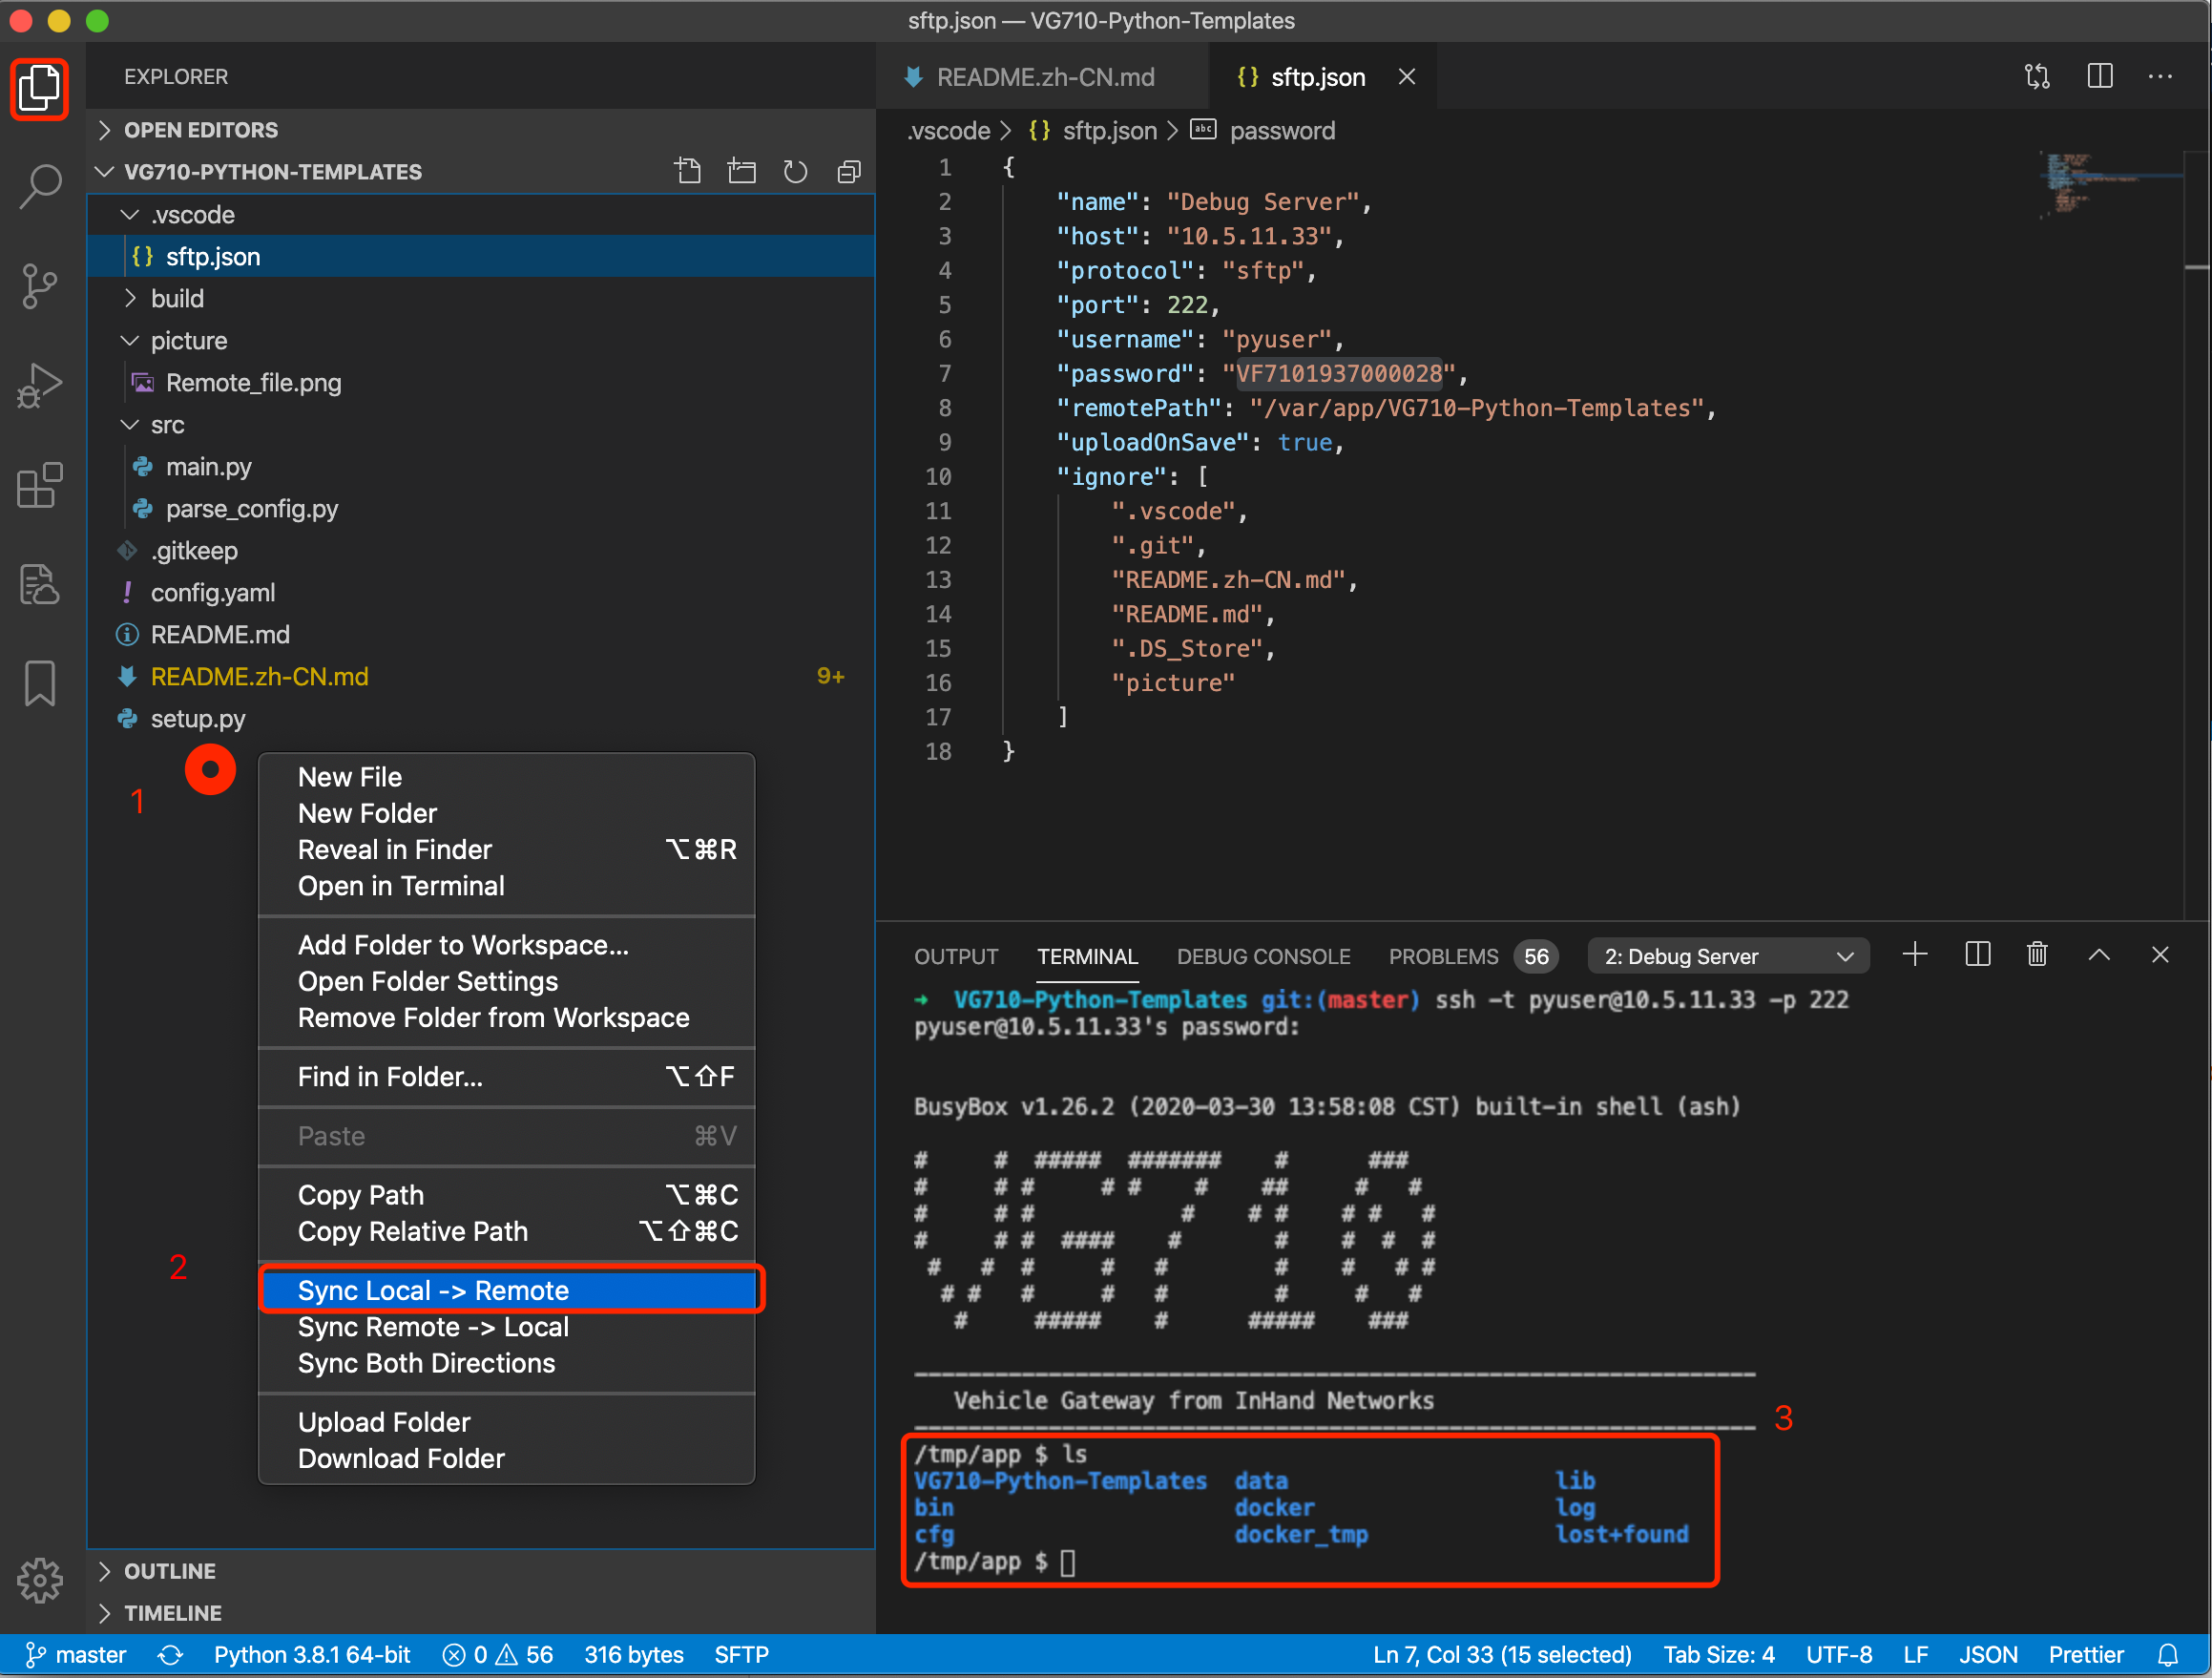 sftp.json — VG710-Python-Templates
EXPLORER
OPEN EDITORS
VG710-PYTHON-TEMPLATES
.vscode
{} sftp.json
build
picture
Remote_file.png
src
main.py
parse_config.py
.gitkeep
! config.yaml
README.md
README.zh-CN.md 9+
setup.py
1
New File
New Folder
Reveal in Finder ⌥⌘R
Open in Terminal
Add Folder to Workspace...
Open Folder Settings
Remove Folder from Workspace
Find in Folder... ⌥⇧F
Paste ⌘V
Copy Path ⌥⌘C
Copy Relative Path ⌥⇧⌘C
2
Sync Local -> Remote
Sync Remote -> Local
Sync Both Directions
Upload Folder
Download Folder
OUTLINE
TIMELINE
README.zh-CN.md {} sftp.json ×
.vscode > {} sftp.json > abc password
1 {
2     "name": "Debug Server",
3     "host": "10.5.11.33",
4     "protocol": "sftp",
5     "port": 222,
6     "username": "pyuser",
7     "password": "VF7101937000028",
8     "remotePath": "/var/app/VG710-Python-Templates",
9     "uploadOnSave": true,
10     "ignore": [
11         ".vscode",
12         ".git",
13         "README.zh-CN.md",
14         "README.md",
15         ".DS_Store",
16         "picture"
17     ]
18 }
OUTPUT TERMINAL DEBUG CONSOLE PROBLEMS 56 2: Debug Server
→ VG710-Python-Templates git:(master) ssh -t pyuser@10.5.11.33 -p 222
pyuser@10.5.11.33's password:
BusyBox v1.26.2 (2020-03-30 13:58:08 CST) built-in shell (ash)
#     #  #####  #######    #      ###
#     # #     # #    #    ##     #   #
#     # #           #    # #    # #   #
#     # #  ####    #       #    #  #  #
 #   #  #     #   #        #    #   # #
  # #   #     #   #        #     #   #
   #     #####    #      #####    ###
Vehicle Gateway from InHand Networks
3
/tmp/app $ ls
VG710-Python-Templates data lib
bin docker log
cfg docker_tmp lost+found
/tmp/app $
master Python 3.8.1 64-bit 0 56 316 bytes SFTP Ln 7, Col 33 (15 selected) Tab Size: 4 UTF-8 LF JSON Prettier